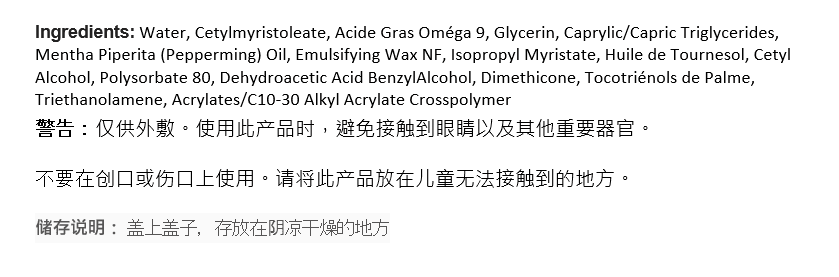 Ingredients: Water, Cetylmyristoleate, Acide Gras Oméga 9, Glycerin, Caprylic/Capric Triglycerides,
Mentha Piperita (Pepperming) Oil, Emulsifying Wax NF, Isopropyl Myristate, Huile de Tournesol, Cetyl
Alcohol, Polysorbate 80, Dehydroacetic Acid BenzylAlcohol, Dimethicone, Tocotriénols de Palme,
Triethanolamene, Acrylates/C10-30 Alkyl Acrylate Crosspolymer
警告：仅供外敷。使用此产品时，避免接触到眼睛以及其他重要器官。
不要在创口或伤口上使用。请将此产品放在儿童无法接触到的地方。
储存说明：盖上盖子，存放在阴凉干燥的地方